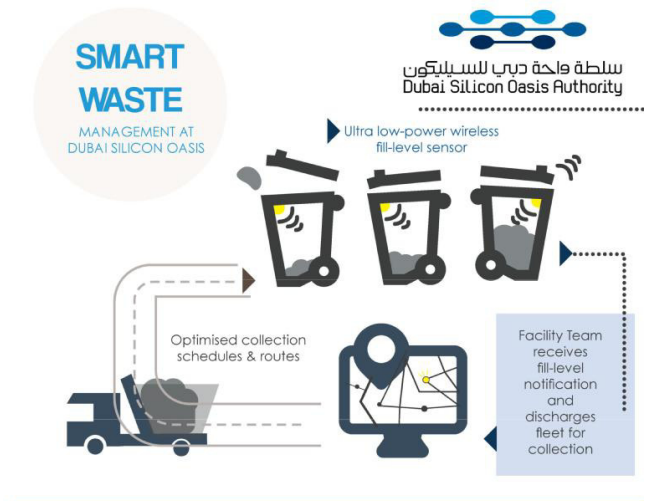 SMART
WASTE
MANAGEMENT AT
DUBAI SILICON OASIS
سلطة واحة دبي للسيليكون
Dubai Silicon Oasis Authority
Ultra low-power wireless
fill-level sensor
Optimised collection
schedules & routes
Facility Team
receives
fill-level
notification
and
discharges
fleet for
collection